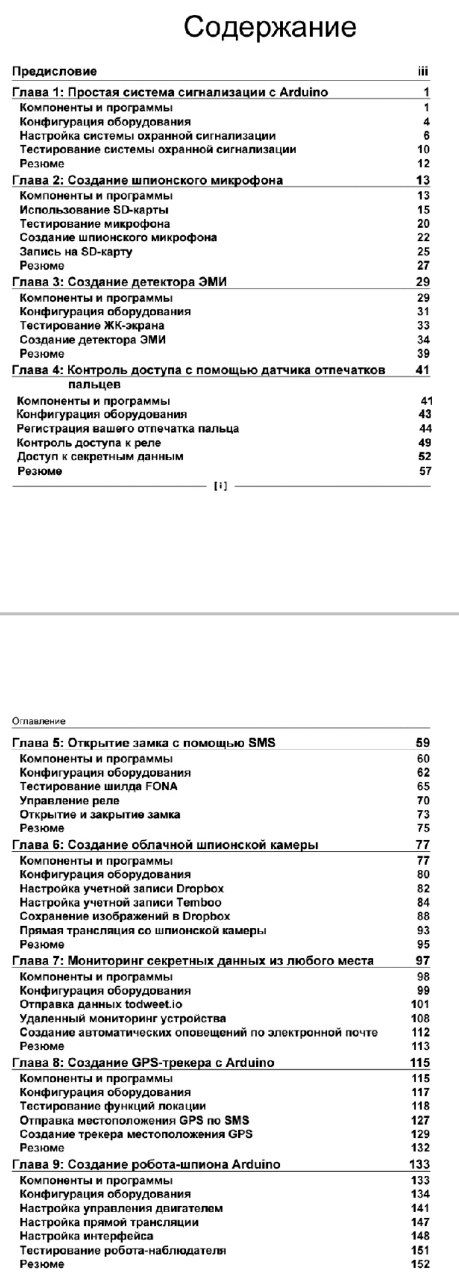 Содержание
Предисловие iii
Глава 1: Простая система сигнализации с Arduino 1
Компоненты и программы 1
Конфигурация оборудования 4
Настройка системы охранной сигнализации 6
Тестирование системы охранной сигнализации 10
Резюме 12
Глава 2: Создание шпионского микрофона 13
Компоненты и программы 13
Использование SD-карты 15
Тестирование микрофона 20
Создание шпионского микрофона 22
Запись на SD-карту 25
Резюме 27
Глава 3: Создание детектора ЭМИ 29
Компоненты и программы 29
Конфигурация оборудования 31
Тестирование ЖК-экрана 33
Создание детектора ЭМИ 34
Резюме 39
Глава 4: Контроль доступа с помощью датчика отпечатков 41
пальцев
Компоненты и программы 41
Конфигурация оборудования 43
Регистрация вашего отпечатка пальца 44
Контроль доступа к реле 49
Доступ к секретным данным 52
Резюме 57
[i]
Оглавление
Глава 5: Открытие замка с помощью SMS 59
Компоненты и программы 60
Конфигурация оборудования 62
Тестирование шилда FONA 65
Управление реле 70
Открытие и закрытие замка 73
Резюме 75
Глава 6: Создание облачной шпионской камеры 77
Компоненты и программы 77
Конфигурация оборудования 80
Настройка учетной записи Dropbox 82
Настройка учетной записи Temboo 84
Сохранение изображений в Dropbox 88
Прямая трансляция со шпионской камеры 93
Резюме 95
Глава 7: Мониторинг секретных данных из любого места 97
Компоненты и программы 98
Конфигурация оборудования 99
Отправка данных todweet.io 101
Удаленный мониторинг устройства 108
Создание автоматических оповещений по электронной почте 112
Резюме 113
Глава 8: Создание GPS-трекера с Arduino 115
Компоненты и программы 115
Конфигурация оборудования 117
Тестирование функций локации 118
Отправка местоположения GPS по SMS 127
Создание трекера местоположения GPS 129
Резюме 132
Глава 9: Создание робота-шпиона Arduino 133
Компоненты и программы 133
Конфигурация оборудования 134
Настройка управления двигателем 141
Настройка прямой трансляции 147
Настройка интерфейса 148
Тестирование робота-наблюдателя 151
Резюме 152